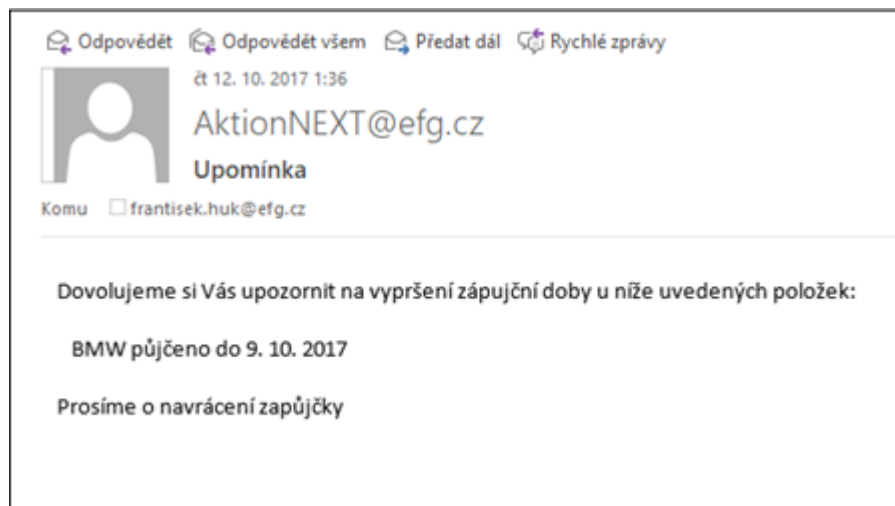 Odpovědět Odpovědět všem Předat dál Rychlé zprávy
čt 12. 10. 2017 1:36
AktionNEXT@efg.cz
Upomínka
Komu frantisek.huk@efg.cz
Dovolujeme si Vás upozornit na vypršení zápujční doby u níže uvedených položek:
BMW půjčeno do 9. 10. 2017
Prosíme o navrácení zapůjčky